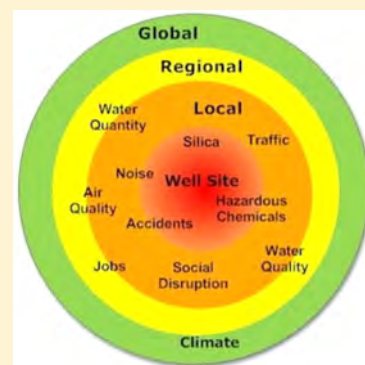 Global
Regional
Water
Quantity
Local
Silica
Traffic
Noise
Well Site
Air
Quality
Hazardous
Chemicals
Accidents
Jobs
Social
Disruption
Water
Quality
Climate